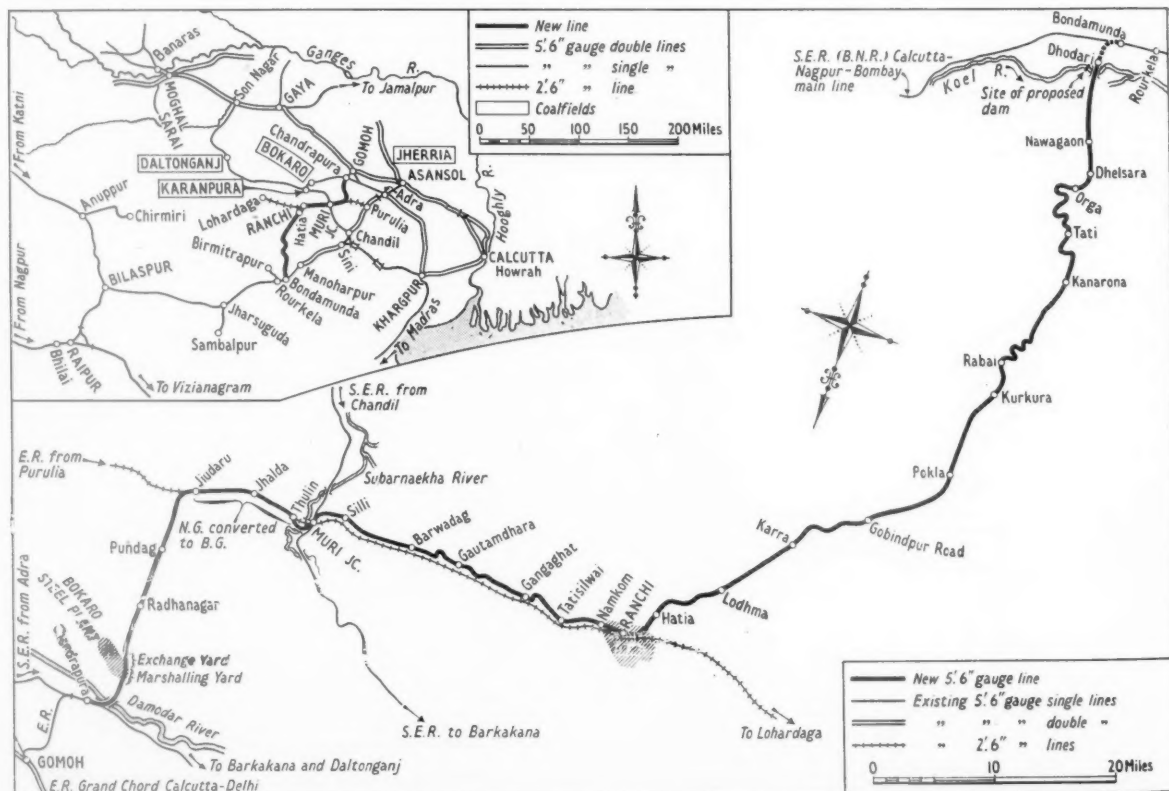 New line
5'.6" gauge double lines
" " single "
2'.6" " line
Coalfields
0 50 100 200 Miles
Banaras
Ganges
R.
To Jamalpur
MOGHAL
SARAI
Son Nagar
GAYA
From Katni
Chandrapura
GOMOH
JHERRIA
ASANSOL
DALTONGANJ
BOKARO
KARANPURA
Adra
R.
Hooghly
Lohardaga
RANCHI
Hatia
MURI
JC.
Purulia
Anuppur
Chirmiri
Chandil
CALCUTTA
Howrah
Birmitrapur
Sini
BILASPUR
Manoharpur
Bondamunda
Rourkela
KHARGPUR
From Nagpur
Jharsuguda
Sambalpur
To Madras
Bhilai
RAIPUR
To Vizianagram
Bondamunda
S.E.R. (B.N.R.) Calcutta-
Nagpur-Bombay
main line
Dhodari
Koel R.
Rourkela
Site of proposed
dam
Nawagaon
Dhelsara
Orga
Tati
Kanarona
Rabai
Kurkura
Pokla
Gobindpur Road
Karra
Lodhma
Hatia
RANCHI
Namkom
Tatisilwai
Gangaghat
Gautamdhara
Barwadag
Silli
S.E.R. from
Chandil
Subarnaekha River
MURI JC.
Thulin
Jhalda
Jiudaru
E.R. from
Purulia
N.G. converted
to B.G.
Pundag
Radhanagar
BOKARO
STEEL PLANT
S.E.R. from Adra
Chandrapura
Exchange Yard
Marshalling Yard
Damodar River
E.R.
GOMOH
To Barkakana and Daltonganj
E.R. Grand Chord Calcutta-Delhi
S.E.R. to Barkakana
To Lohardaga
New 5'.6" gauge line
Existing 5'.6" gauge single lines
" " " double "
" 2'.6" " lines
0 10 20 Miles